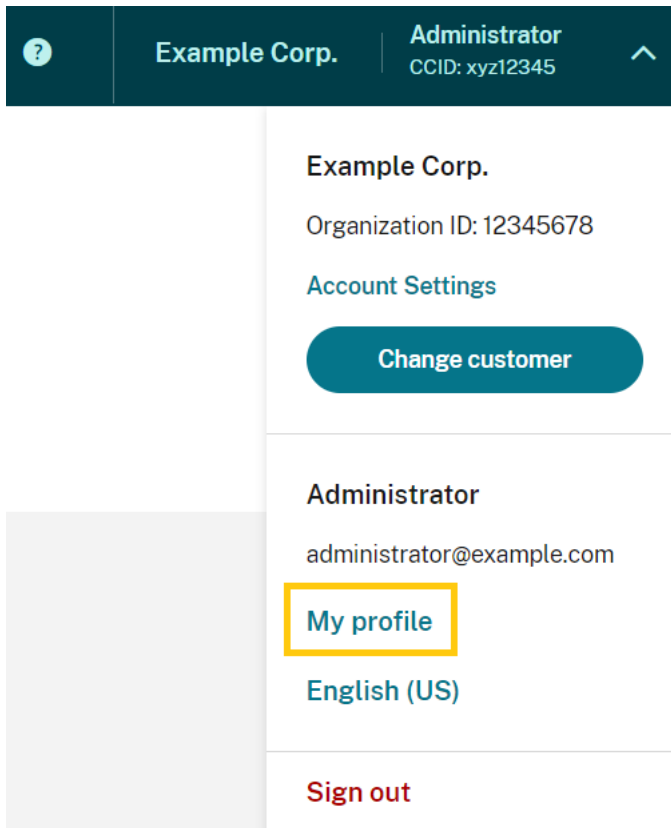 ?
Example Corp.
Administrator
CCID: xyz12345
Example Corp.
Organization ID: 12345678
Account Settings
Change customer
Administrator
administrator@example.com
My profile
English (US)
Sign out